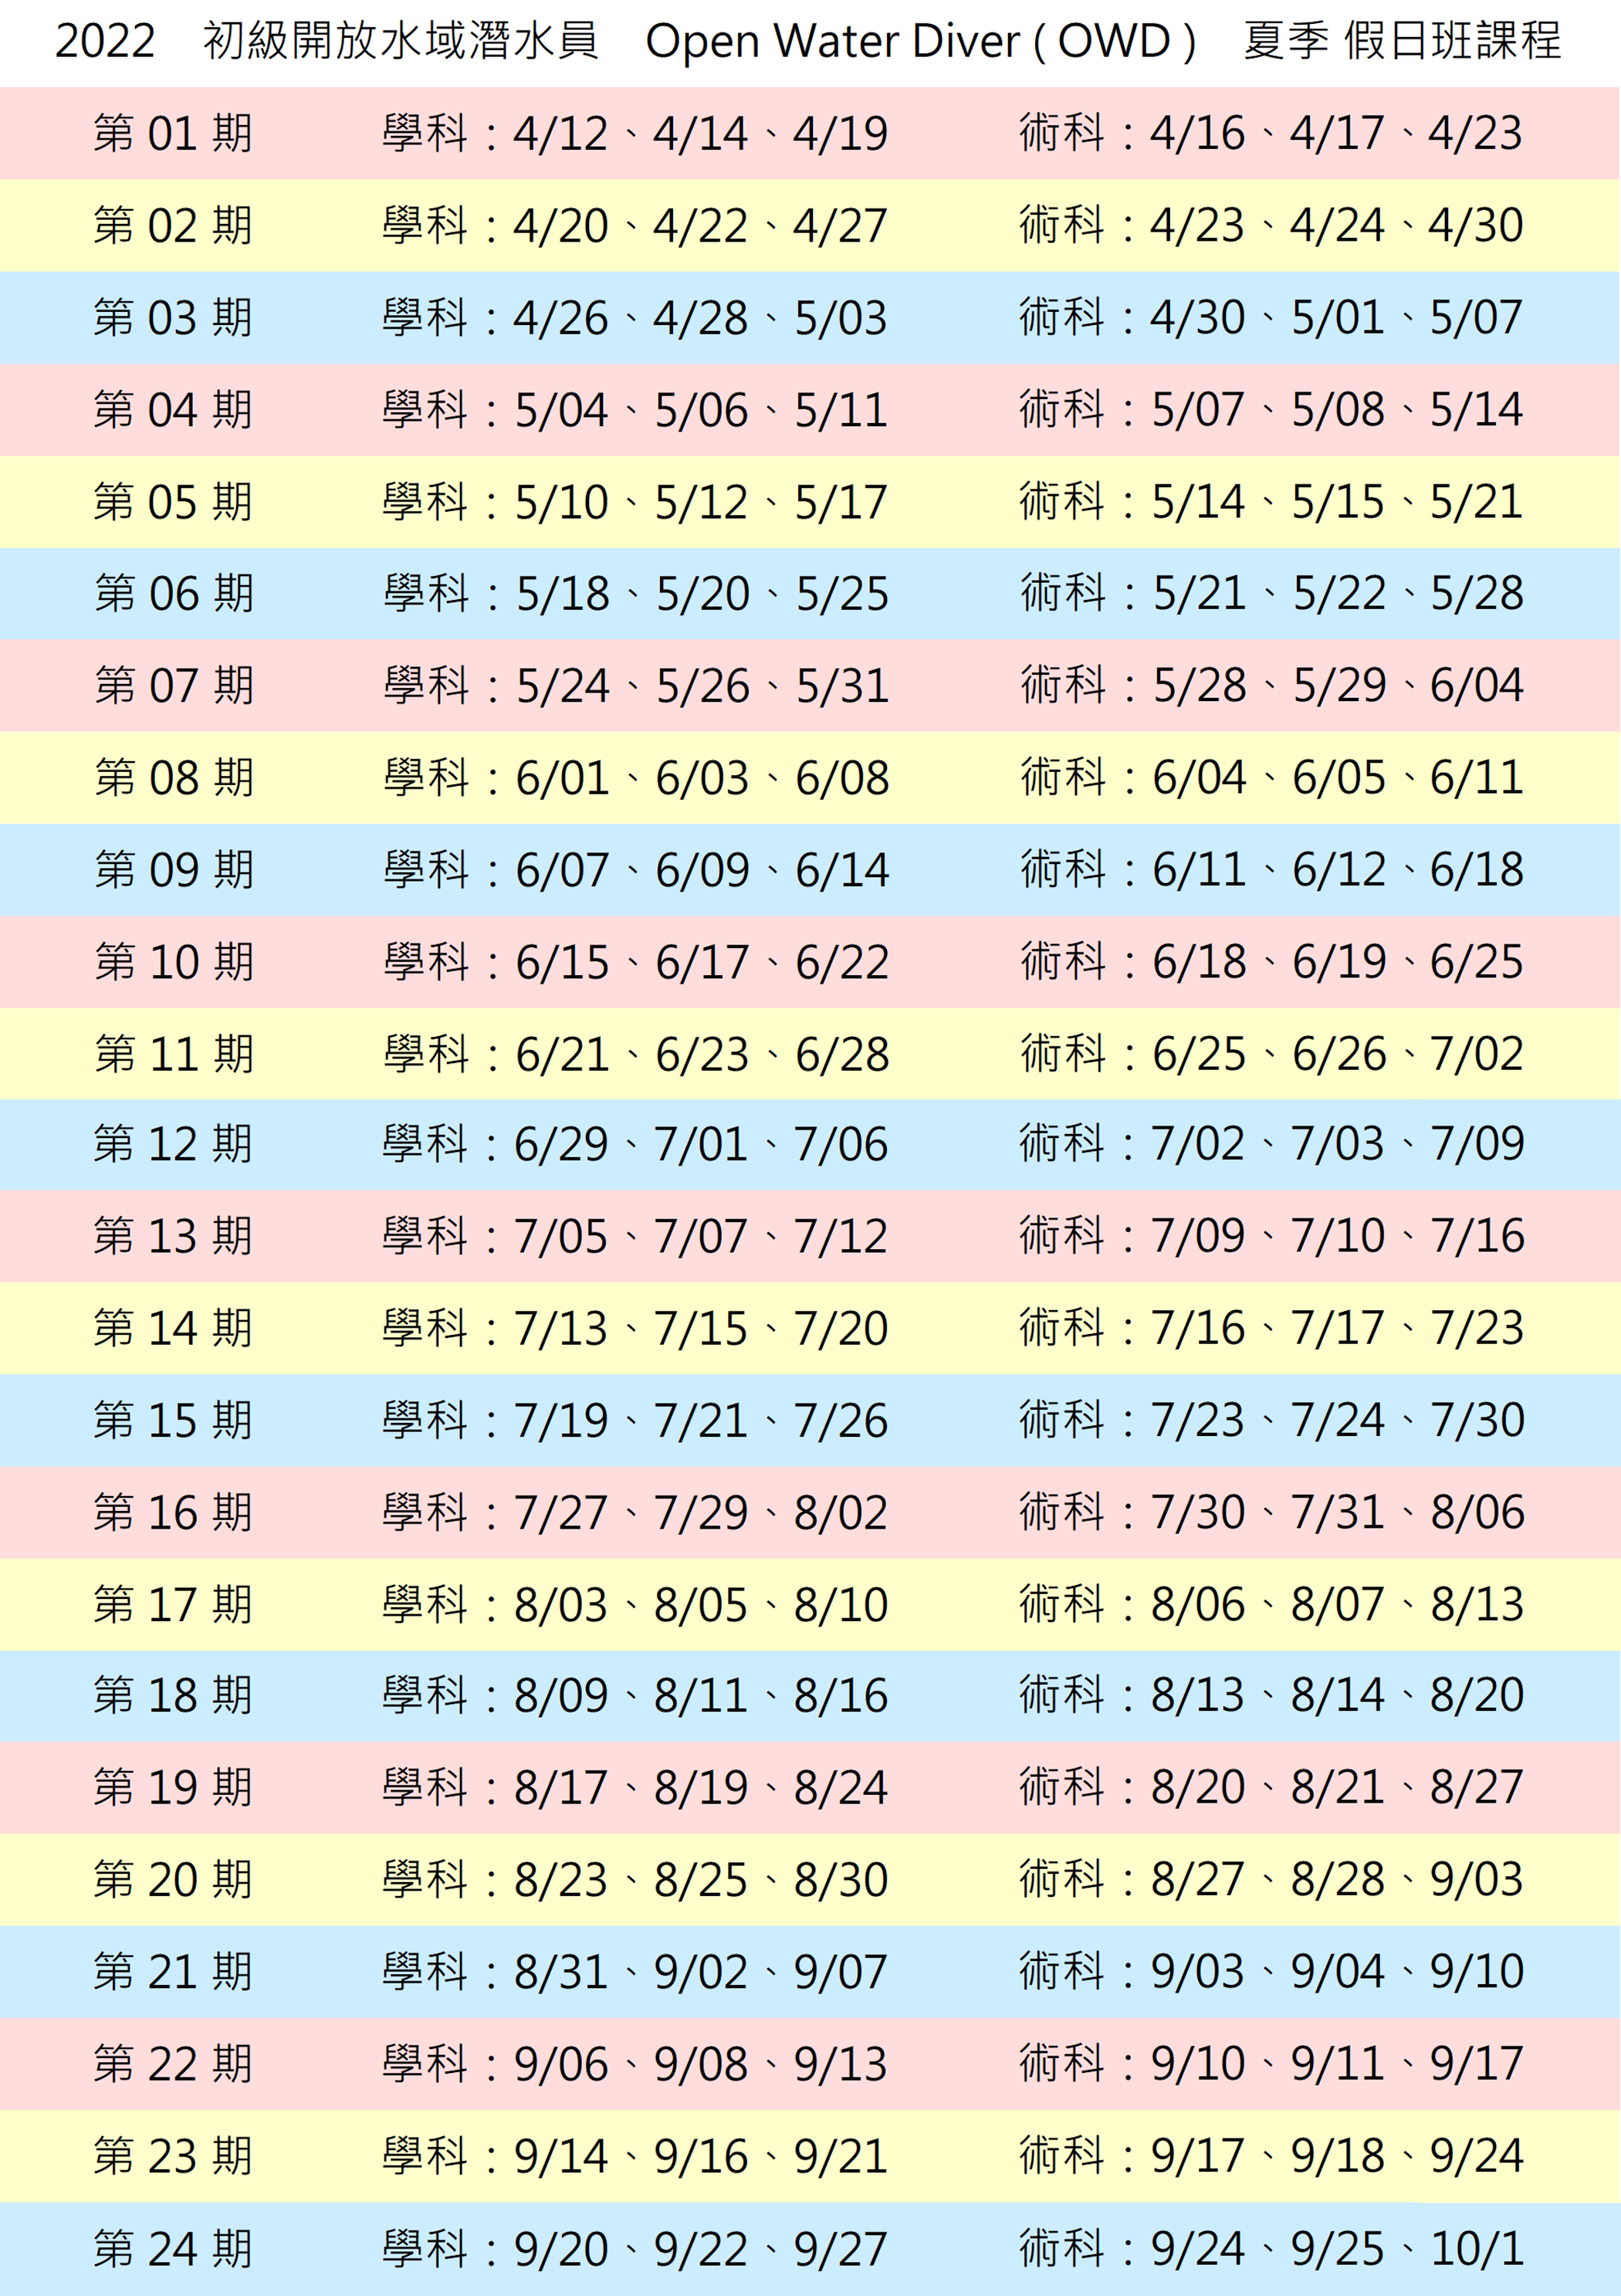 2022 初級開放水域潛水員 Open Water Diver ( OWD ) 夏季 假日班課程
第 01 期 學科：4/12、4/14、4/19 術科：4/16、4/17、4/23
第 02 期 學科：4/20、4/22、4/27 術科：4/23、4/24、4/30
第 03 期 學科：4/26、4/28、5/03 術科：4/30、5/01、5/07
第 04 期 學科：5/04、5/06、5/11 術科：5/07、5/08、5/14
第 05 期 學科：5/10、5/12、5/17 術科：5/14、5/15、5/21
第 06 期 學科：5/18、5/20、5/25 術科：5/21、5/22、5/28
第 07 期 學科：5/24、5/26、5/31 術科：5/28、5/29、6/04
第 08 期 學科：6/01、6/03、6/08 術科：6/04、6/05、6/11
第 09 期 學科：6/07、6/09、6/14 術科：6/11、6/12、6/18
第 10 期 學科：6/15、6/17、6/22 術科：6/18、6/19、6/25
第 11 期 學科：6/21、6/23、6/28 術科：6/25、6/26、7/02
第 12 期 學科：6/29、7/01、7/06 術科：7/02、7/03、7/09
第 13 期 學科：7/05、7/07、7/12 術科：7/09、7/10、7/16
第 14 期 學科：7/13、7/15、7/20 術科：7/16、7/17、7/23
第 15 期 學科：7/19、7/21、7/26 術科：7/23、7/24、7/30
第 16 期 學科：7/27、7/29、8/02 術科：7/30、7/31、8/06
第 17 期 學科：8/03、8/05、8/10 術科：8/06、8/07、8/13
第 18 期 學科：8/09、8/11、8/16 術科：8/13、8/14、8/20
第 19 期 學科：8/17、8/19、8/24 術科：8/20、8/21、8/27
第 20 期 學科：8/23、8/25、8/30 術科：8/27、8/28、9/03
第 21 期 學科：8/31、9/02、9/07 術科：9/03、9/04、9/10
第 22 期 學科：9/06、9/08、9/13 術科：9/10、9/11、9/17
第 23 期 學科：9/14、9/16、9/21 術科：9/17、9/18、9/24
第 24 期 學科：9/20、9/22、9/27 術科：9/24、9/25、10/1